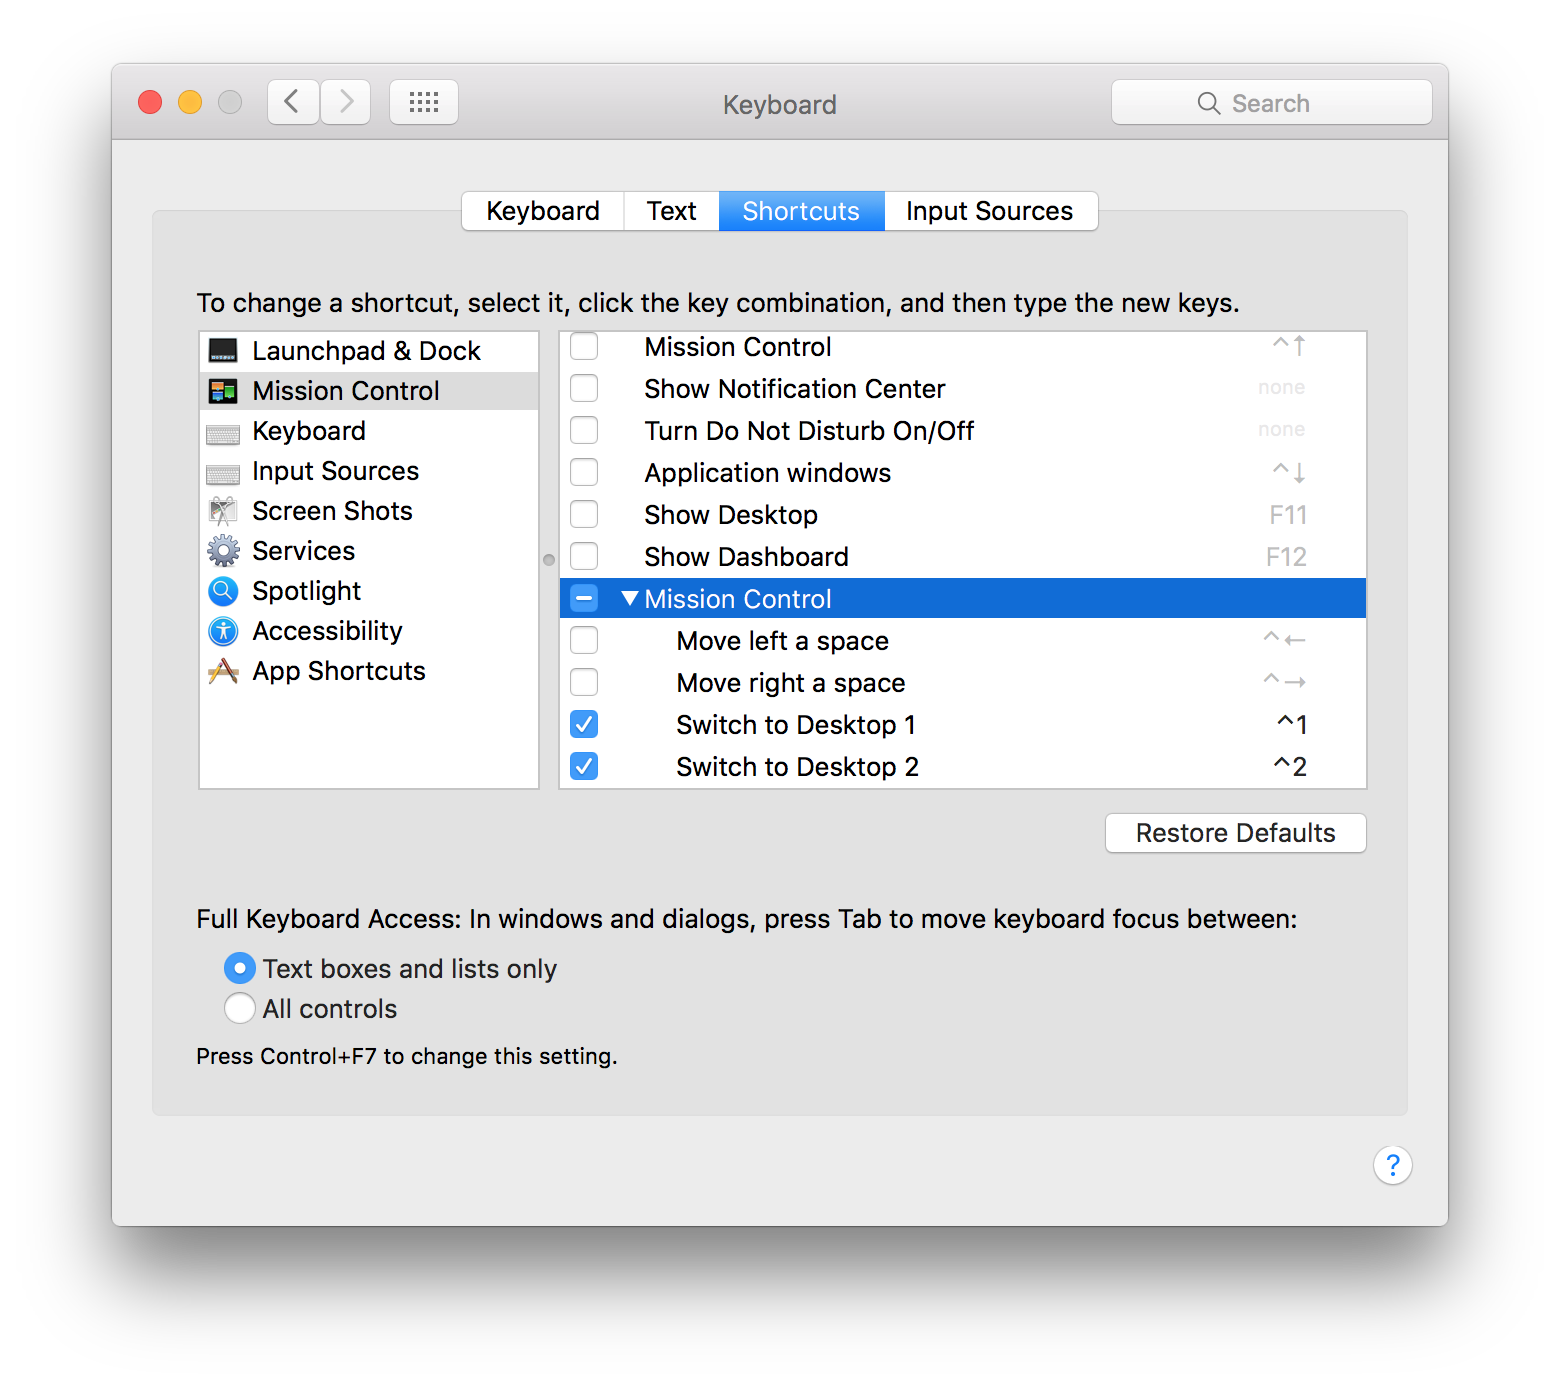 Keyboard
Search
Keyboard Text Shortcuts Input Sources
To change a shortcut, select it, click the key combination, and then type the new keys.
Launchpad & Dock
Mission Control
Keyboard
Input Sources
Screen Shots
Services
Spotlight
Accessibility
App Shortcuts
Mission Control ^↑
Show Notification Center none
Turn Do Not Disturb On/Off none
Application windows ^↓
Show Desktop F11
Show Dashboard F12
▼ Mission Control
Move left a space ^←
Move right a space ^→
Switch to Desktop 1 ^1
Switch to Desktop 2 ^2
Restore Defaults
Full Keyboard Access: In windows and dialogs, press Tab to move keyboard focus between:
Text boxes and lists only
All controls
Press Control+F7 to change this setting.
?